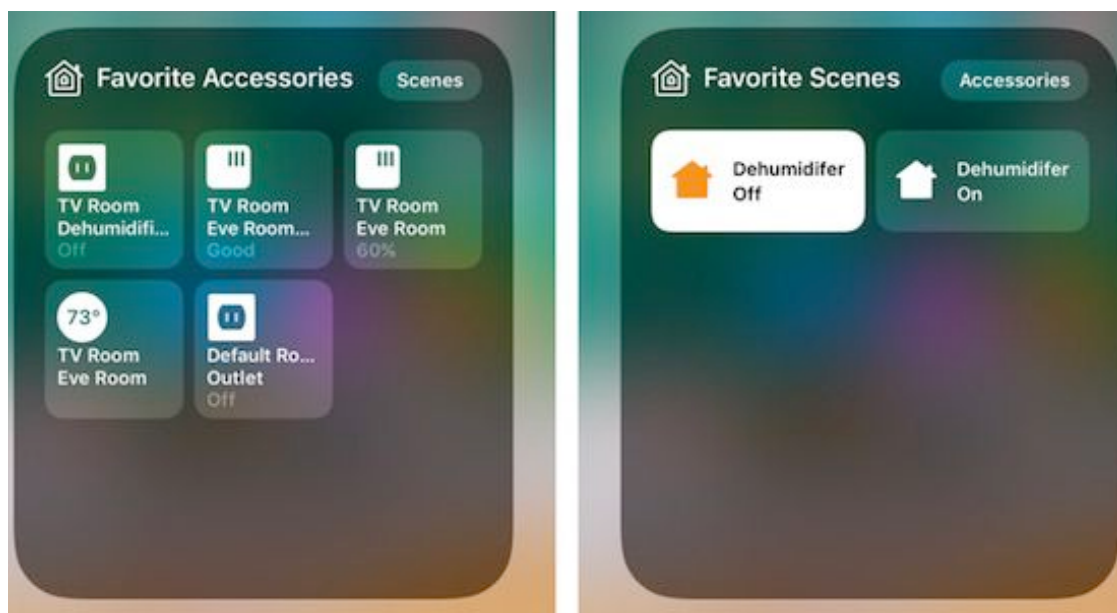 Favorite Accessories
Scenes
TV Room
Dehumidifi...
Off
TV Room
Eve Room...
Good
TV Room
Eve Room
60%
73°
TV Room
Eve Room
Default Ro...
Outlet
Off
Favorite Scenes
Accessories
Dehumidifer
Off
Dehumidifer
On